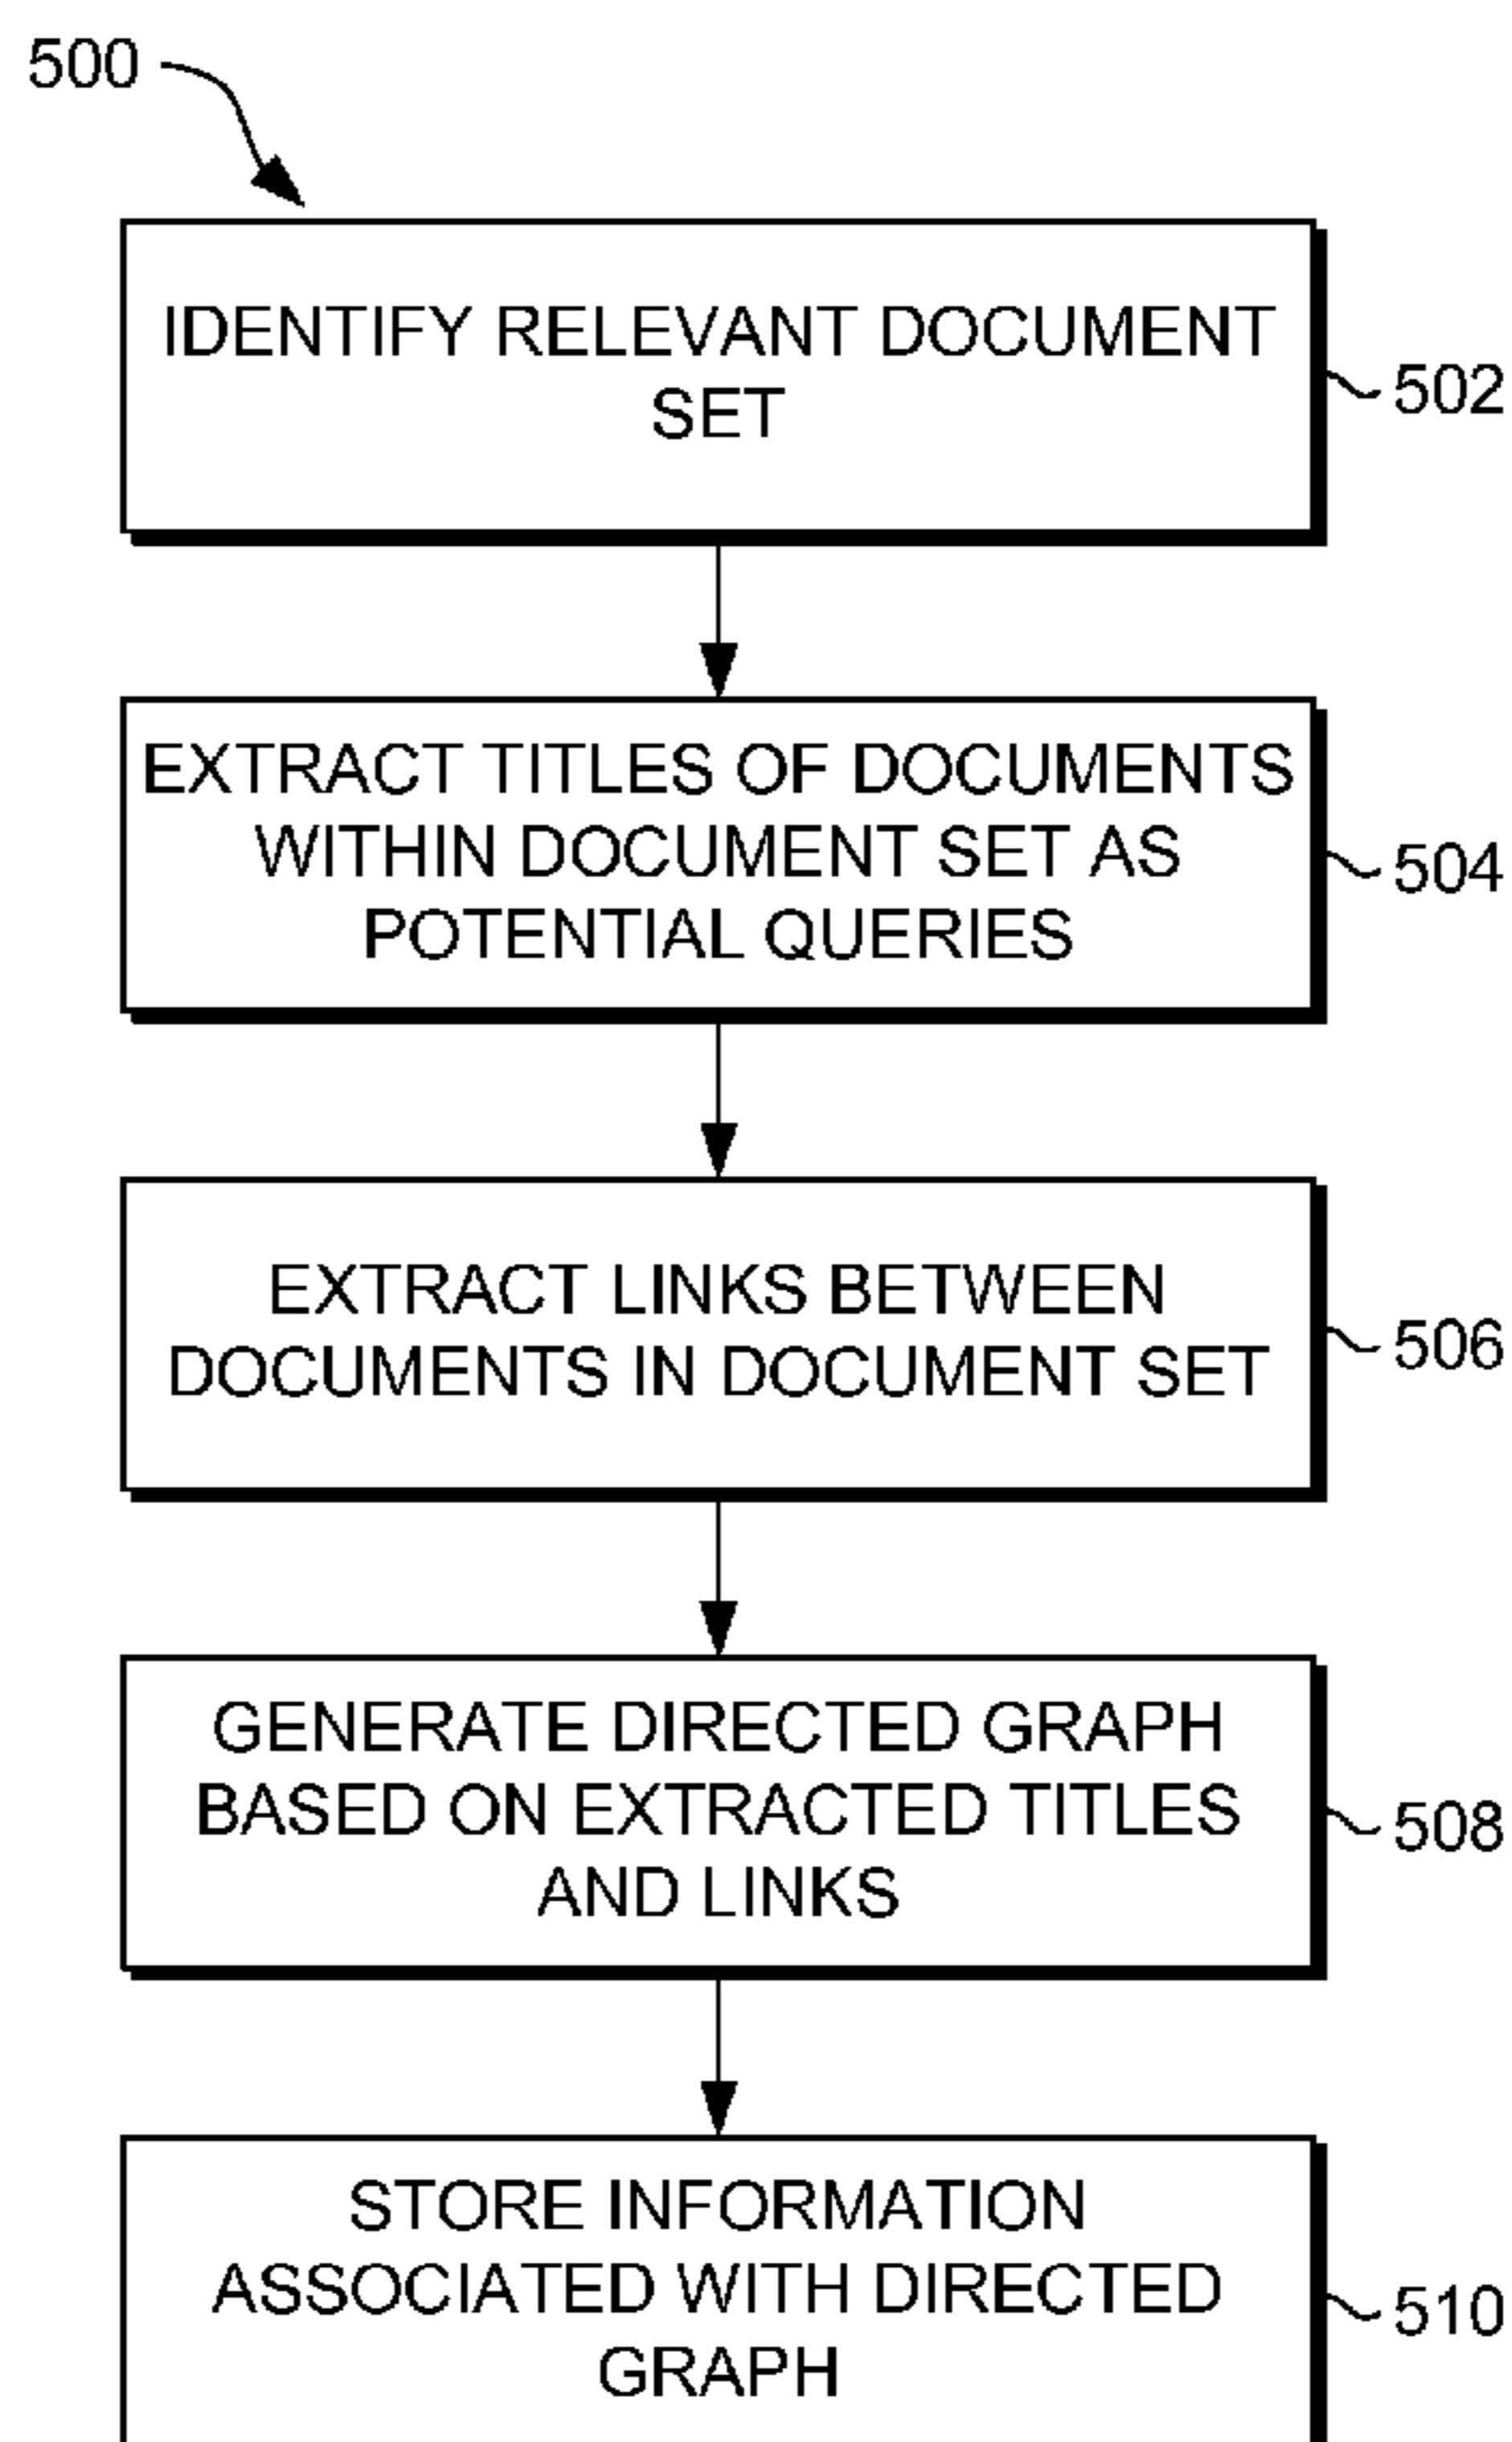 500
IDENTIFY RELEVANT DOCUMENT
SET
502
EXTRACT TITLES OF DOCUMENTS
WITHIN DOCUMENT SET AS
POTENTIAL QUERIES
504
EXTRACT LINKS BETWEEN
DOCUMENTS IN DOCUMENT SET
506
GENERATE DIRECTED GRAPH
BASED ON EXTRACTED TITLES
AND LINKS
508
STORE INFORMATION
ASSOCIATED WITH DIRECTED
GRAPH
510